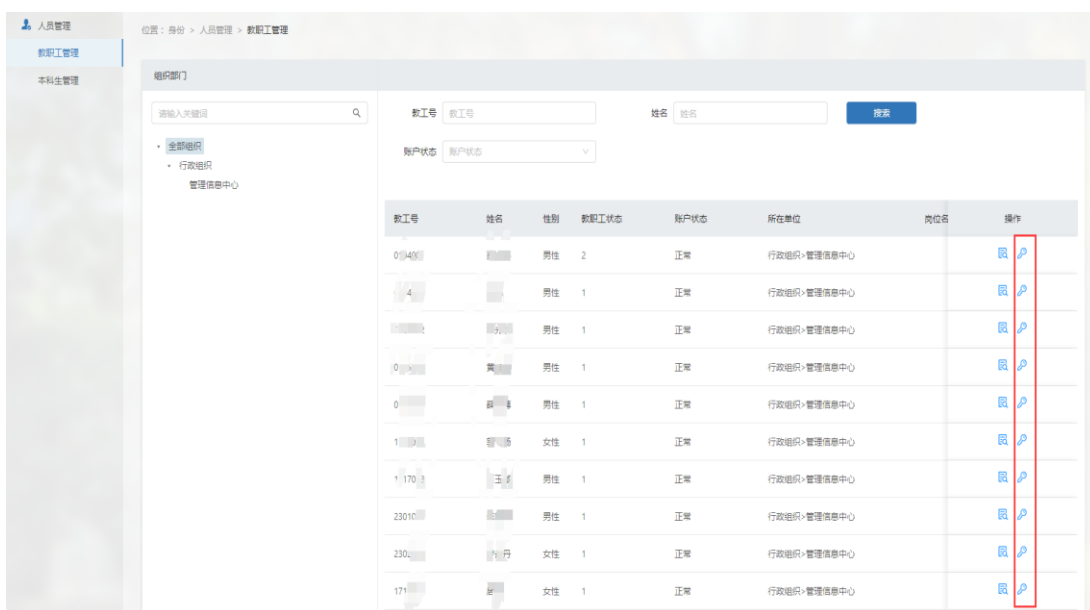 人员管理
位置：身份 > 人员管理 > 教职工管理
教职工管理
本科生管理
组织部门
请输入关键词
教工号 教工号 姓名 姓名 搜索
全部组织
账户状态 账户状态
行政组织
管理信息中心
教工号 姓名 性别 教职工状态 账户状态 所在单位 岗位名 操作
男性 2 正常 行政组织>管理信息中心
男性 1 正常 行政组织>管理信息中心
男性 1 正常 行政组织>管理信息中心
男性 1 正常 行政组织>管理信息中心
男性 1 正常 行政组织>管理信息中心
女性 1 正常 行政组织>管理信息中心
男性 1 正常 行政组织>管理信息中心
23010 男性 1 正常 行政组织>管理信息中心
230 丹 女性 1 正常 行政组织>管理信息中心
171 女性 1 正常 行政组织>管理信息中心